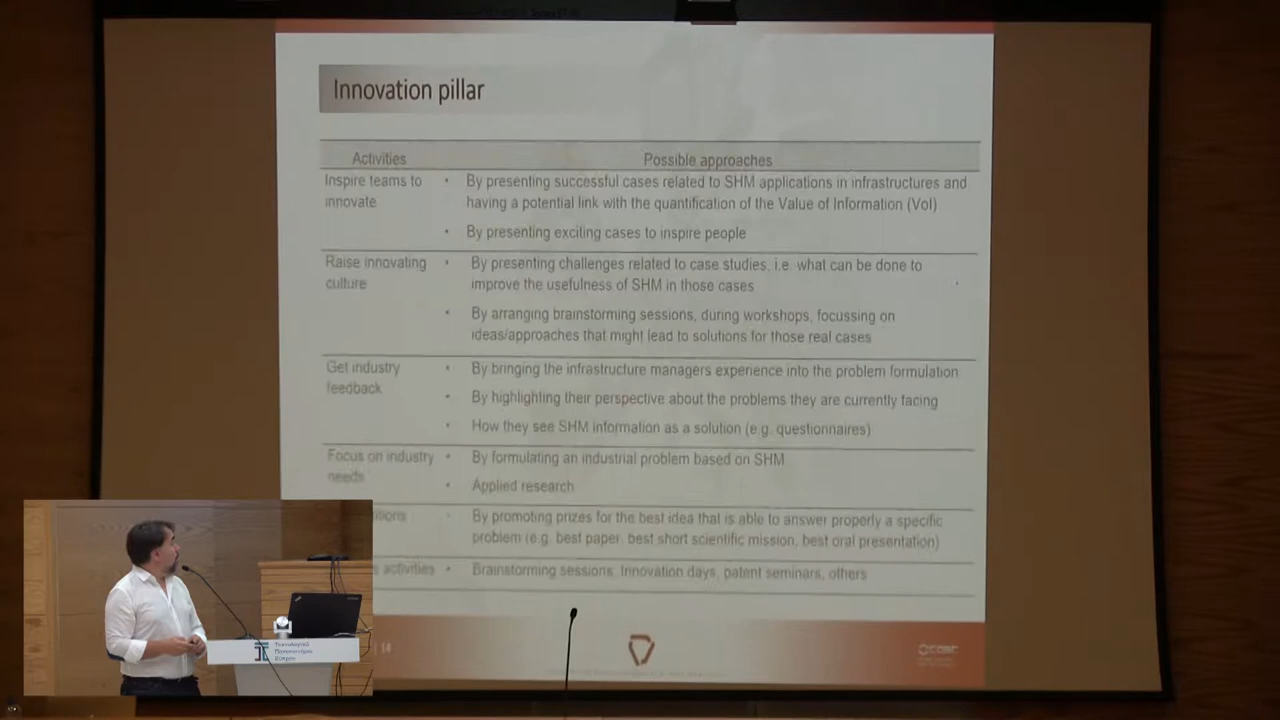 Innovation pillar
Activities
Possible approaches
Inspire teams to
innovate
• By presenting successful cases related to SHM applications in infrastructures and
having a potential link with the quantification of the Value of Information (VoI)
• By presenting exciting cases to inspire people
Raise innovating
culture
• By presenting challenges related to case studies, i.e. what can be done to
improve the usefulness of SHM in those cases
• By arranging brainstorming sessions, during workshops, focussing on
ideas/approaches that might lead to solutions for those real cases
Get industry
feedback
• By bringing the infrastructure managers experience into the problem formulation
• By highlighting their perspective about the problems they are currently facing
• How they see SHM information as a solution (e.g. questionnaires)
Focus on industry
needs
• By formulating an industrial problem based on SHM
• Applied research
• By promoting prizes for the best idea that is able to answer properly a specific
problem (e.g. best paper, best short scientific mission, best oral presentation)
activities
• Brainstorming sessions, Innovation days, patent seminars, others
| 14
cost
Τεχνολογικό
Πανεπιστήμιο
Κύπρου